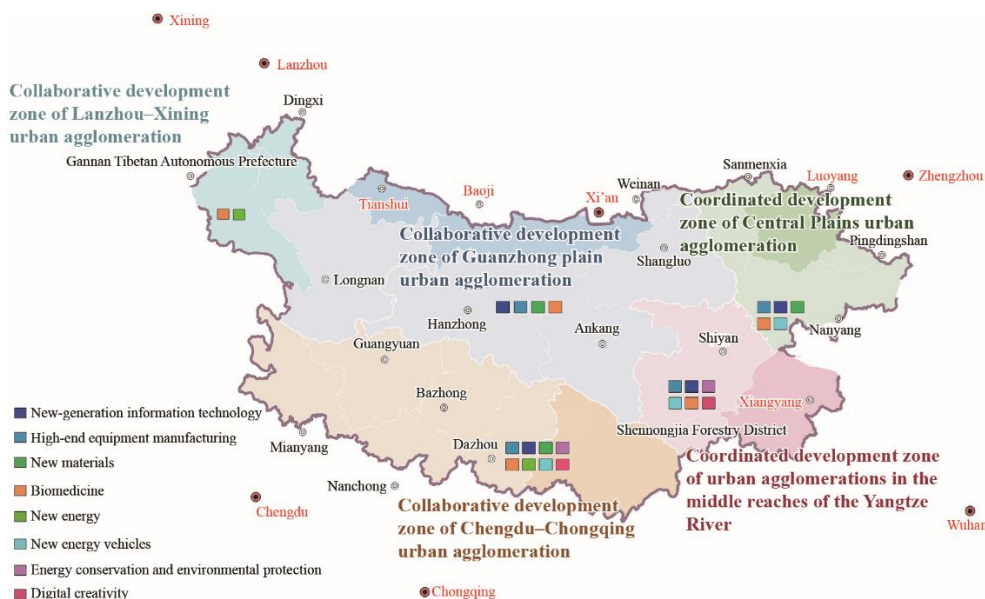 Xining
Lanzhou
Collaborative development
zone of Lanzhou–Xining
urban agglomeration
Dingxi
Gannan Tibetan Autonomous Prefecture
Tianshui
Baoji
Xi'an
Weinan
Sanmenxia
Luoyang
Zhengzhou
Coordinated development
zone of Central Plains urban
agglomeration
Pingdingshan
Collaborative development
zone of Guanzhong plain
urban agglomeration
Shangluo
Longnan
Hanzhong
Ankang
Nanyang
Guangyuan
Shiyan
Bazhong
Xiangyang
Shennongjia Forestry District
Mianyang
Dazhou
Nanchong
Chengdu
Coordinated development zone
of urban agglomerations in the
middle reaches of the Yangtze
River
Wuhan
Collaborative development
zone of Chengdu–Chongqing
urban agglomeration
Chongqing
New-generation information technology
High-end equipment manufacturing
New materials
Biomedicine
New energy
New energy vehicles
Energy conservation and environmental protection
Digital creativity